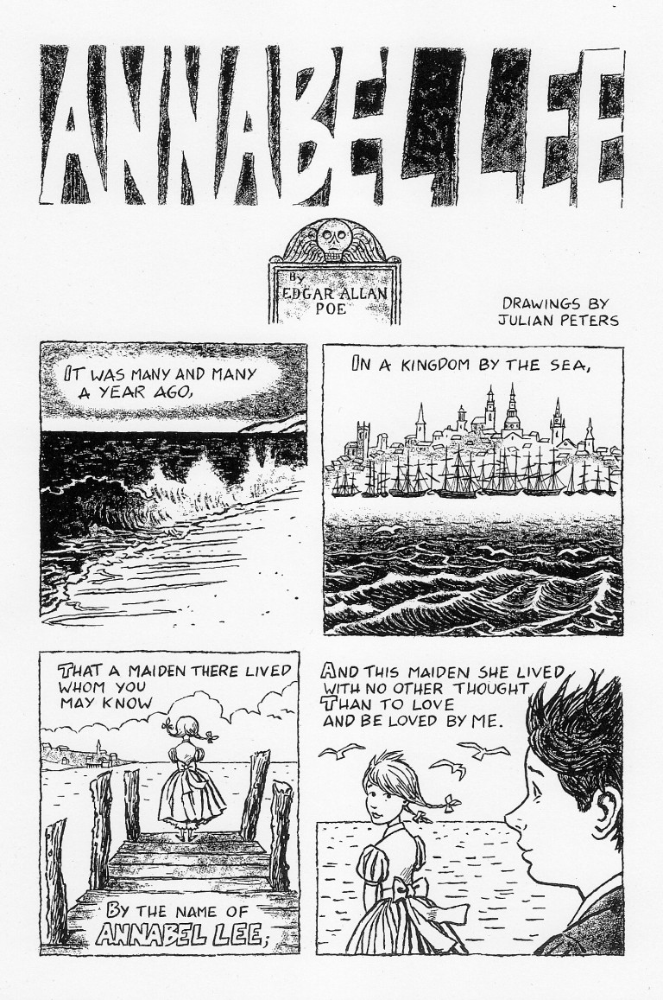 ANNABEL LEE
By
EDGAR ALLAN
POE
DRAWINGS BY
JULIAN PETERS
IT WAS MANY AND MANY
A YEAR AGO,
IN A KINGDOM BY THE SEA,
THAT A MAIDEN THERE LIVED
WHOM YOU
MAY KNOW
BY THE NAME OF
ANNABEL LEE;
AND THIS MAIDEN SHE LIVED
WITH NO OTHER THOUGHT
THAN TO LOVE
AND BE LOVED BY ME.